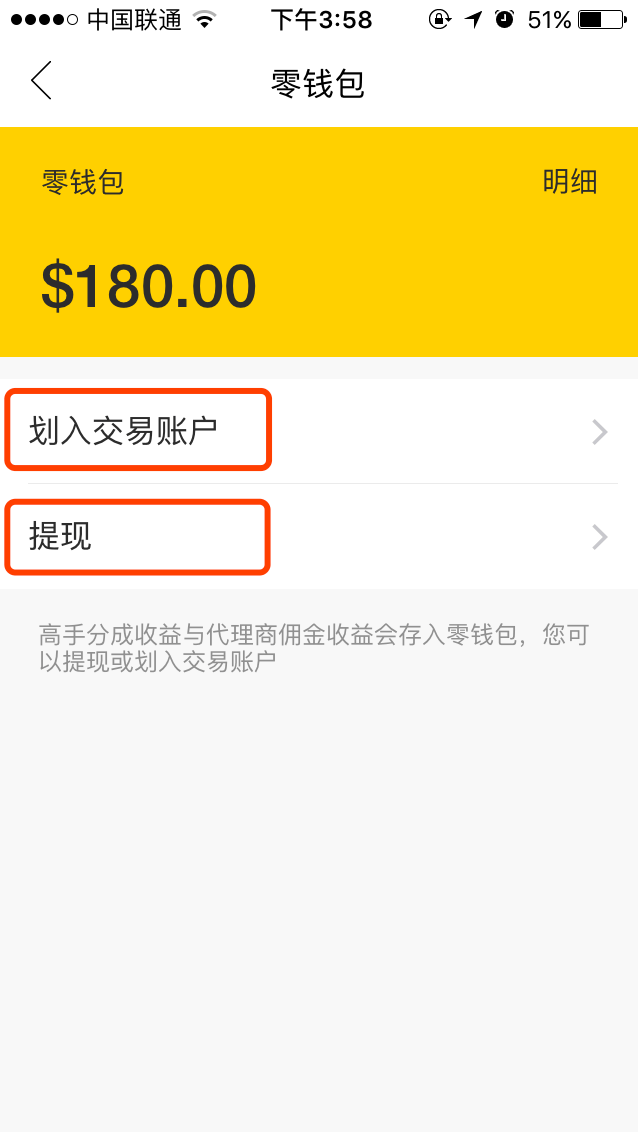 中国联通 下午3:58 51%
零钱包
零钱包 明细
$180.00
划入交易账户
提现
高手分成收益与代理商佣金收益会存入零钱包，您可
以提现或划入交易账户